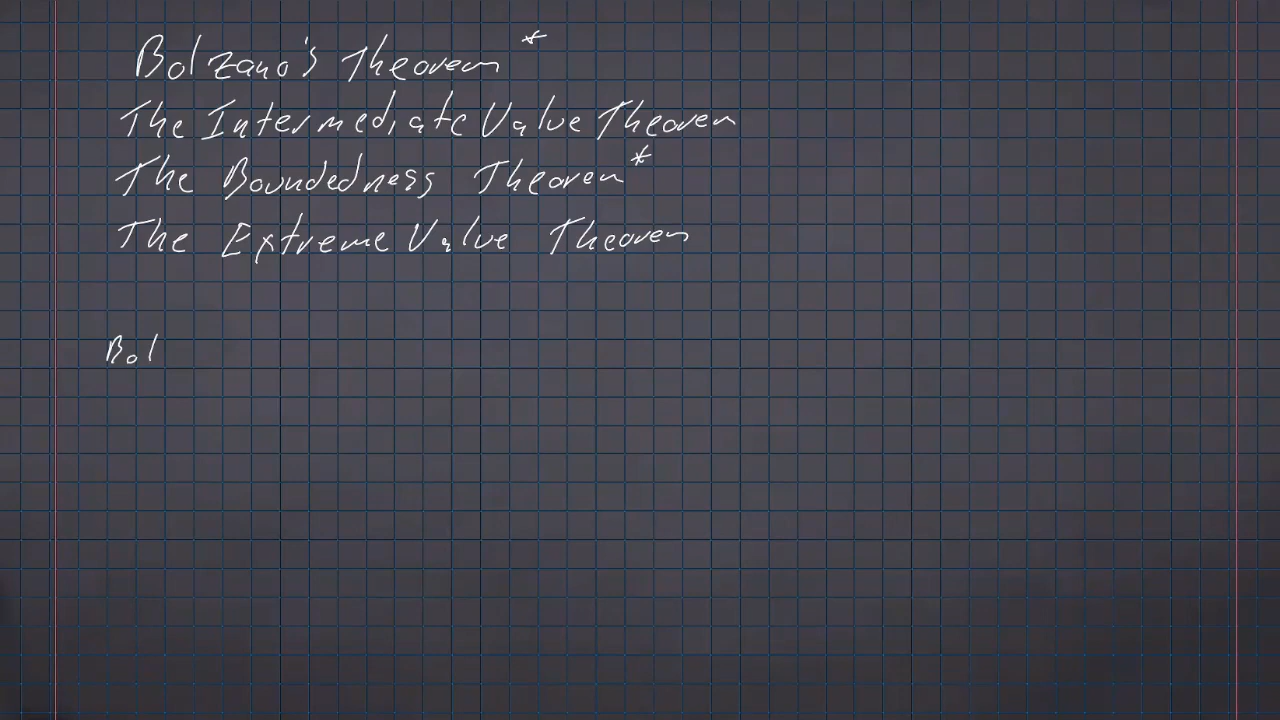 Bolzano's Theorem*
The Intermediate Value Theorem
The Boundedness Theorem*
The Extreme Value Theorem
Bol